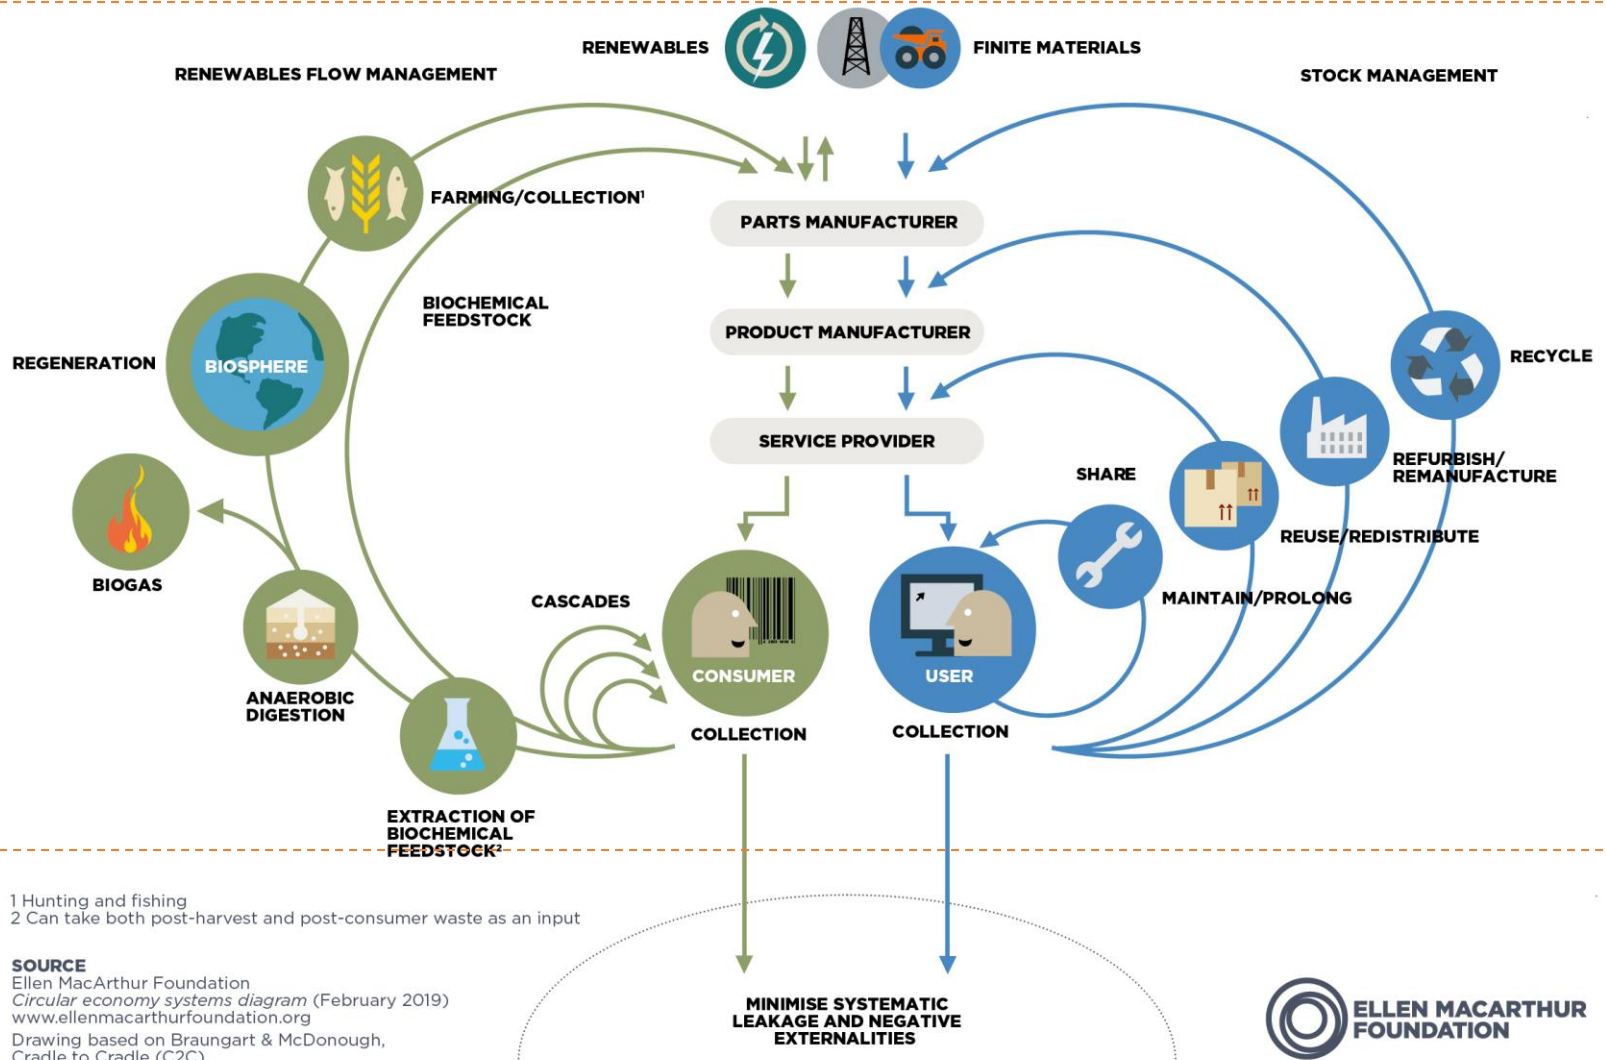 RENEWABLES
FINITE MATERIALS
RENEWABLES FLOW MANAGEMENT
STOCK MANAGEMENT
FARMING/COLLECTION¹
PARTS MANUFACTURER
BIOCHEMICAL
FEEDSTOCK
PRODUCT MANUFACTURER
REGENERATION
BIOSPHERE
RECYCLE
SERVICE PROVIDER
SHARE
REFURBISH/
REMANUFACTURE
REUSE/REDISTRIBUTE
BIOGAS
CASCADES
MAINTAIN/PROLONG
CONSUMER
USER
ANAEROBIC
DIGESTION
COLLECTION
COLLECTION
EXTRACTION OF
BIOCHEMICAL
FEEDSTOCK²
1 Hunting and fishing
2 Can take both post-harvest and post-consumer waste as an input
SOURCE
Ellen MacArthur Foundation
Circular economy systems diagram (February 2019)
www.ellenmacarthurfoundation.org
Drawing based on Braungart & McDonough,
Cradle to Cradle (C2C)
MINIMISE SYSTEMATIC
LEAKAGE AND NEGATIVE
EXTERNALITIES
ELLEN MACARTHUR
FOUNDATION